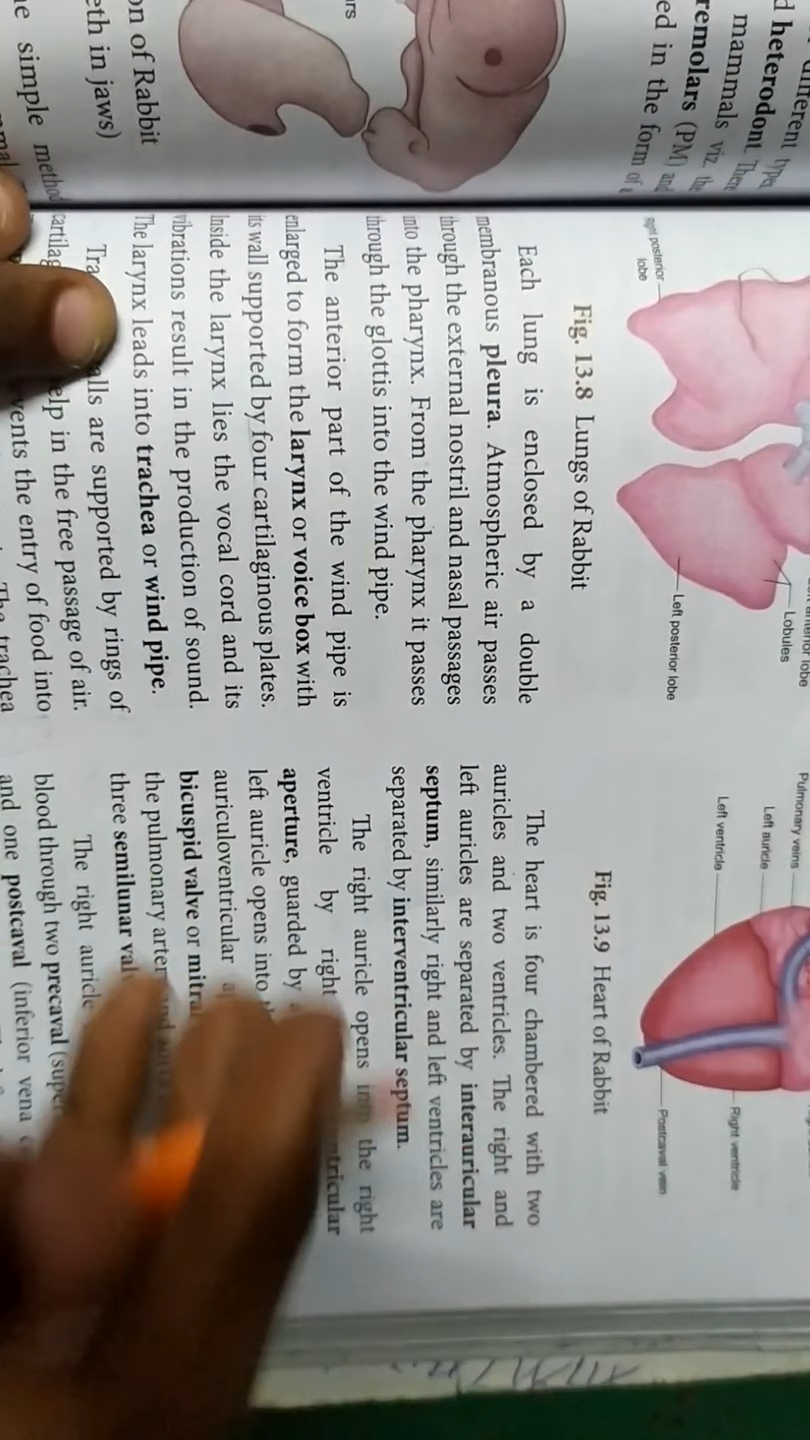 different types
d heterodont. There
mammals viz, the
remolars (PM) and
ed in the form of
on of Rabbit
eth in jaws)
simple method
right posterior
lobe
Lobules
Left posterior lobe
Fig. 13.8 Lungs of Rabbit
Each lung is enclosed by a double
membranous pleura. Atmospheric air passes
through the external nostril and nasal passages
into the pharynx. From the pharynx it passes
through the glottis into the wind pipe.
The anterior part of the wind pipe is
enlarged to form the larynx or voice box with
its wall supported by four cartilaginous plates.
Inside the larynx lies the vocal cord and its
vibrations result in the production of sound.
The larynx leads into trachea or wind pipe.
Tra alls are supported by rings of
cartilag elp in the free passage of air.
vents the entry of food into
The trachea
Pulmonary veins
Left auricle
Left ventricle
Right ventricle
Postcaval vein
Fig. 13.9 Heart of Rabbit
The heart is four chambered with two
auricles and two ventricles. The right and
left auricles are separated by interauricular
septum, similarly right and left ventricles are
separated by interventricular septum.
The right auricle opens into the right
ventricle by right ntricular
aperture, guarded by
left auricle opens into
auriculoventricular
bicuspid valve or mitra
the pulmonary arter
three semilunar val
The right auricle
blood through two precaval (supe
and one postcaval (inferior vena